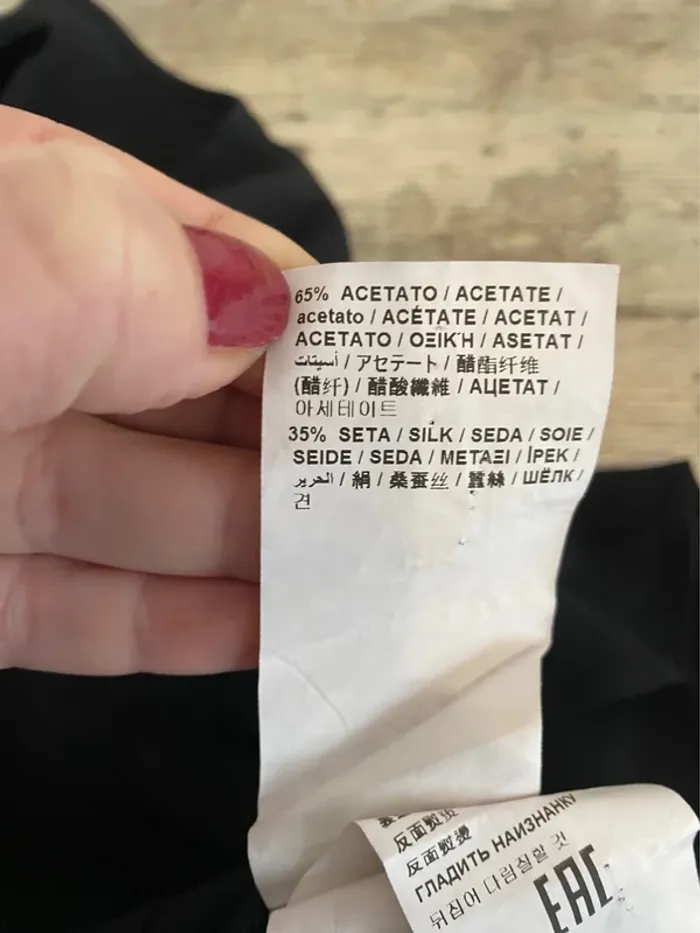 65% ACETATO / ACETATE /
acetato / ACÉTATE / ACETAT /
ACETATO / ΟΞΙΚΉ / ASETAT /
أسيتات / アセテート / 醋酯纤维
(醋纤) / 醋酸纖維 / АЦЕТАТ /
아세테이트
35% SETA / SILK / SEDA / SOIE /
SEIDE / SEDA / ΜΕΤΑΞΙ / İPEK /
الحرير / 絹 / 桑蚕丝 / 蠶絲 / ШЁЛК /
견
反面熨烫
反面熨燙
ГЛАДИТЬ НАИЗНАНКУ
뒤집어 다림질할 것
EAC